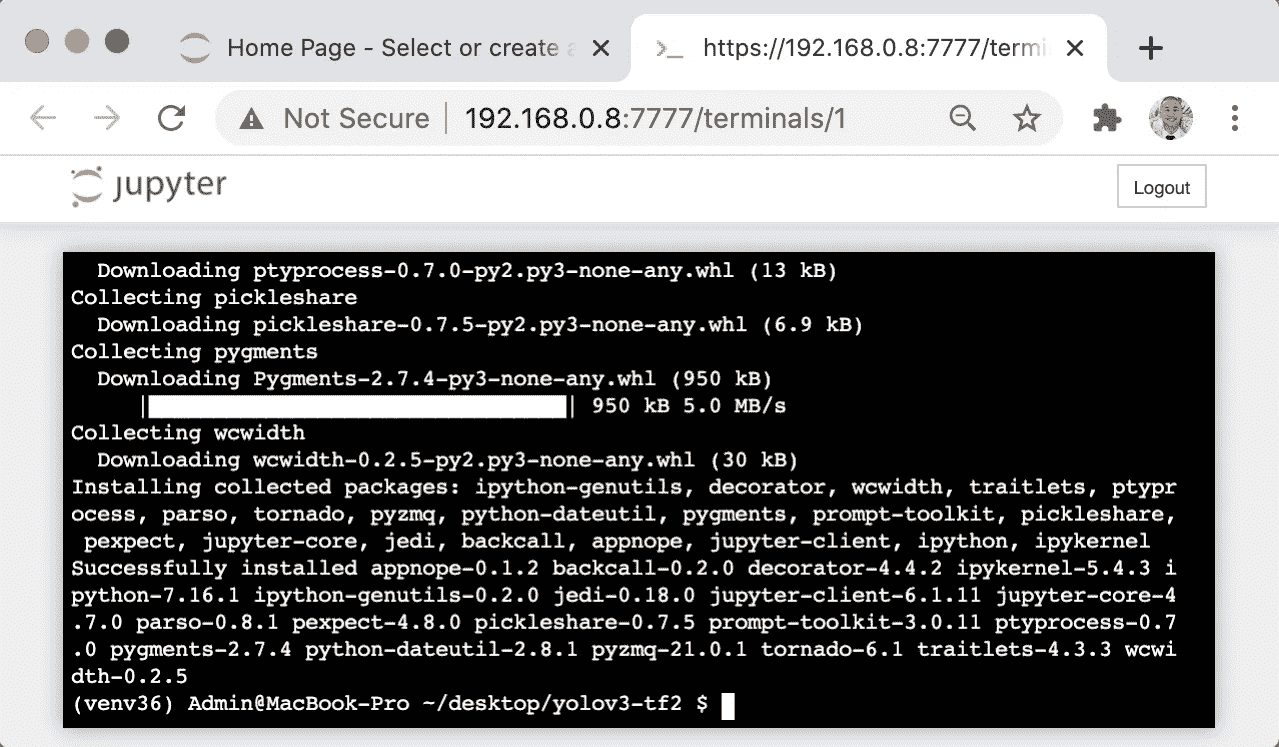 Home Page - Select or create a
https://192.168.0.8:7777/termi
Not Secure 192.168.0.8:7777/terminals/1
jupyter
Logout
Downloading ptyprocess-0.7.0-py2.py3-none-any.whl (13 kB)
Collecting pickleshare
Downloading pickleshare-0.7.5-py2.py3-none-any.whl (6.9 kB)
Collecting pygments
Downloading Pygments-2.7.4-py3-none-any.whl (950 kB)
| | 950 kB 5.0 MB/s
Collecting wcwidth
Downloading wcwidth-0.2.5-py2.py3-none-any.whl (30 kB)
Installing collected packages: ipython-genutils, decorator, wcwidth, traitlets, ptypr
ocess, parso, tornado, pyzmq, python-dateutil, pygments, prompt-toolkit, pickleshare,
pexpect, jupyter-core, jedi, backcall, appnope, jupyter-client, ipython, ipykernel
Successfully installed appnope-0.1.2 backcall-0.2.0 decorator-4.4.2 ipykernel-5.4.3 i
python-7.16.1 ipython-genutils-0.2.0 jedi-0.18.0 jupyter-client-6.1.11 jupyter-core-4
.7.0 parso-0.8.1 pexpect-4.8.0 pickleshare-0.7.5 prompt-toolkit-3.0.11 ptyprocess-0.7
.0 pygments-2.7.4 python-dateutil-2.8.1 pyzmq-21.0.1 tornado-6.1 traitlets-4.3.3 wcwi
dth-0.2.5
(venv36) Admin@MacBook-Pro ~/desktop/yolov3-tf2 $